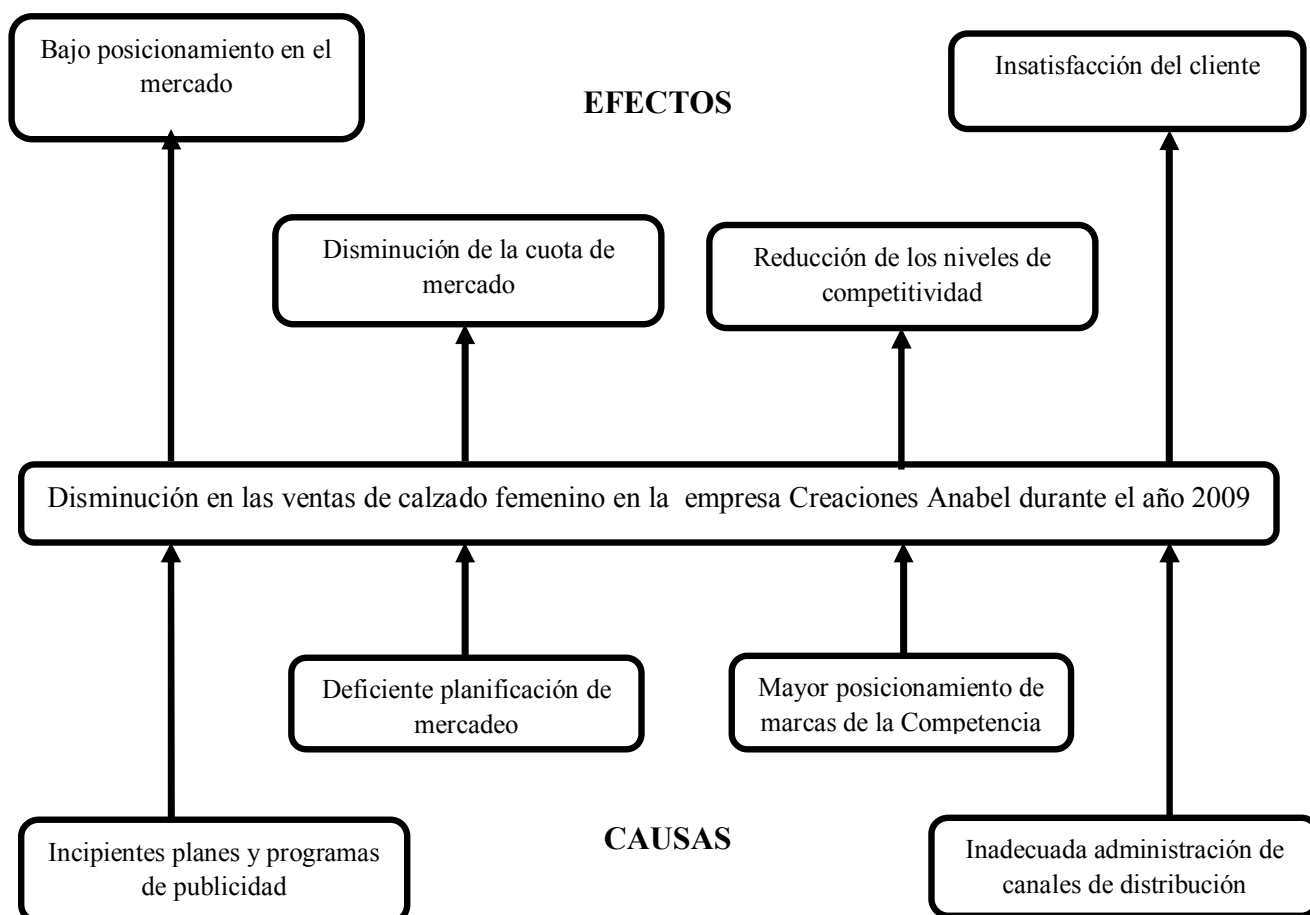 Bajo posicionamiento en el
mercado
Insatisfacción del cliente
EFECTOS
Disminución de la cuota de
mercado
Reducción de los niveles de
competitividad
Disminución en las ventas de calzado femenino en la empresa Creaciones Anabel durante el año 2009
Deficiente planificación de
mercadeo
Mayor posicionamiento de
marcas de la Competencia
Incipientes planes y programas
de publicidad
CAUSAS
Inadecuada administración de
canales de distribución